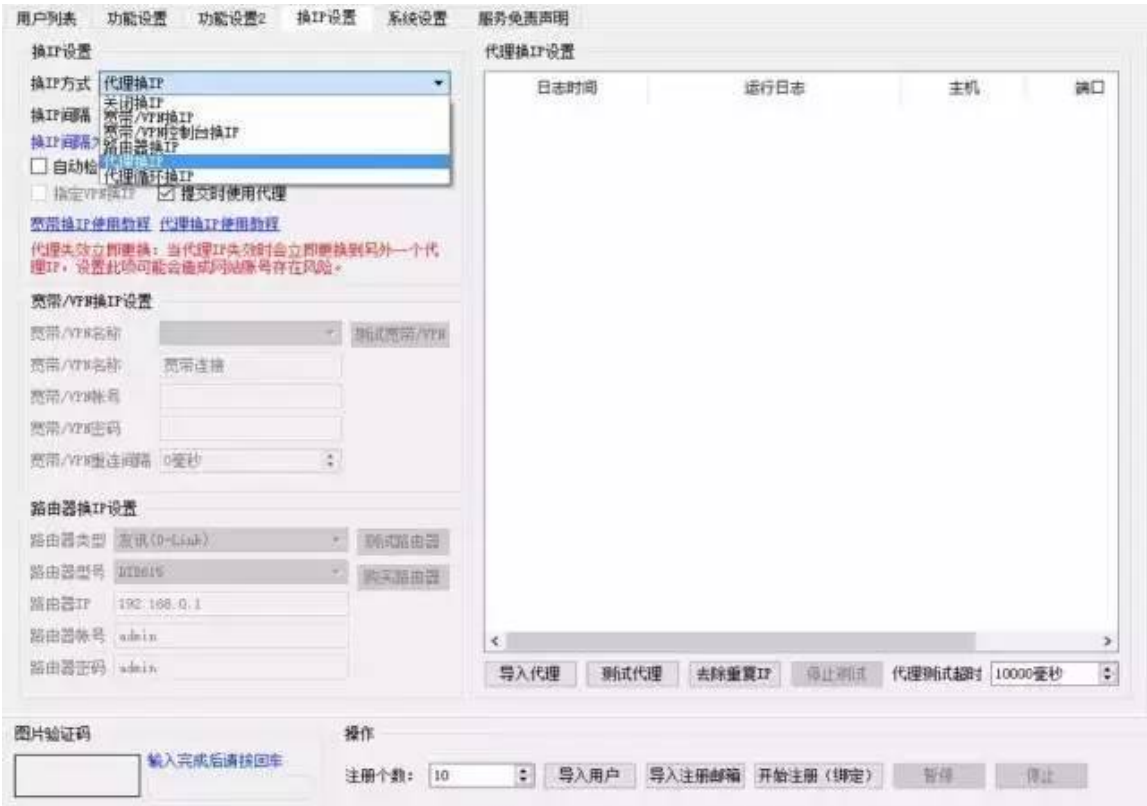 用户列表 功能设置 功能设置2 换IP设置 系统设置 服务免责声明
换IP设置
换IP方式 代理换IP
关闭换IP
换IP间隔 宽带/VPN换IP
宽带/VPN控制台换IP
换IP间隔 路由器换IP
自动检 代理换IP
代理循环换IP
指定VPN换IP 提交时使用代理
宽带换IP使用教程 代理换IP使用教程
代理失效立即更换：当代理IP失效时会立即更换到另外一个代
理IP，设置此项可能会造成网站账号存在风险。
宽带/VPN换IP设置
宽带/VPN名称 测试宽带/VPN
宽带/VPN名称 宽带连接
宽带/VPN帐号
宽带/VPN密码
宽带/VPN重连间隔 0毫秒
路由器换IP设置
路由器类型 友讯(D-Link) 测试路由器
路由器型号 DIR615 购买路由器
路由器IP 192.168.0.1
路由器帐号 admin
路由器密码 admin
代理换IP设置
日志时间 运行日志 主机 端口
导入代理 测试代理 去除重复IP 停止测试 代理测试超时 10000毫秒
图片验证码
输入完成后请按回车
操作
注册个数： 10 导入用户 导入注册邮箱 开始注册（绑定） 暂停 停止